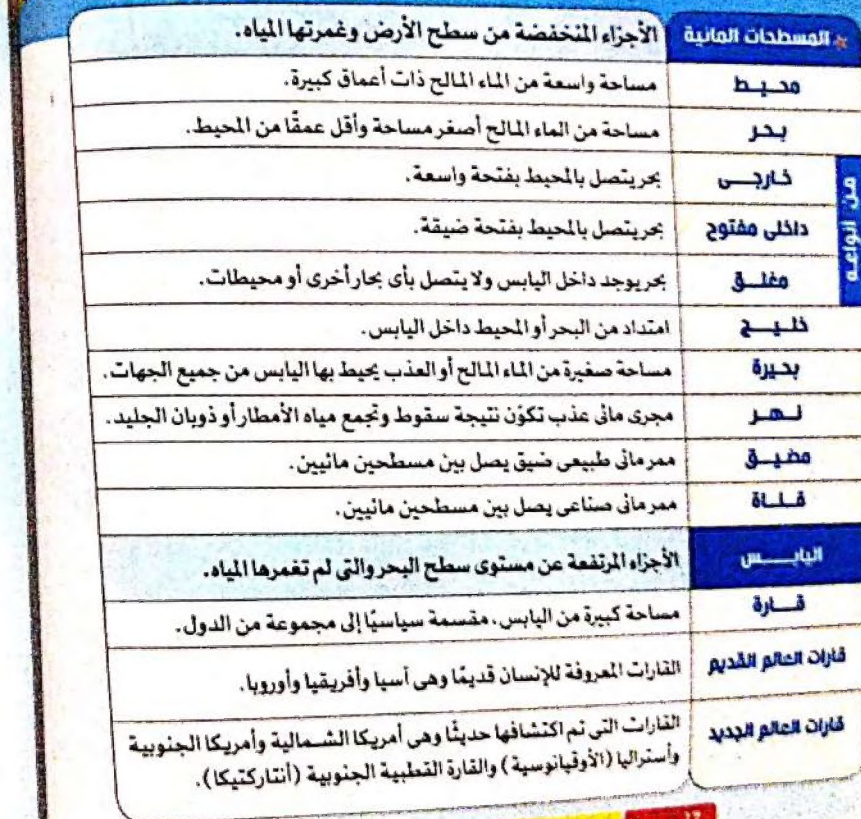 * المسطحات المائية الأجزاء المنخفضة من سطح الأرض وغمرتها المياه.
محيط مساحة واسعة من الماء المالح ذات أعماق كبيرة.
بحر مساحة من الماء المالح أصغر مساحة وأقل عمقًا من المحيط.
من أنواعه
خارجى بحر يتصل بالمحيط بفتحة واسعة.
داخلى مفتوح بحر يتصل بالمحيط بفتحة ضيقة.
مغلق بحر يوجد داخل اليابس ولا يتصل بأى بحار أخرى أو محيطات.
خليج امتداد من البحر أو المحيط داخل اليابس.
بحيرة مساحة صغيرة من الماء المالح أو العذب يحيط بها اليابس من جميع الجهات.
نهر مجرى مائى عذب تكوّن نتيجة سقوط وتجمع مياه الأمطار أو ذوبان الجليد.
مضيق ممر مائى طبيعى ضيق يصل بين مسطحين مائيين.
قناة ممر مائى صناعى يصل بين مسطحين مائيين.
اليابس الأجزاء المرتفعة عن مستوى سطح البحر والتى لم تغمرها المياه.
قارة مساحة كبيرة من اليابس، مقسمة سياسيًا إلى مجموعة من الدول.
قارات العالم القديم القارات المعروفة للإنسان قديمًا وهى آسيا وأفريقيا وأوروبا.
قارات العالم الجديد القارات التى تم اكتشافها حديثًا وهى أمريكا الشمالية وأمريكا الجنوبية
وأستراليا (الأوقيانوسية) والقارة القطبية الجنوبية (أنتاركتيكا).